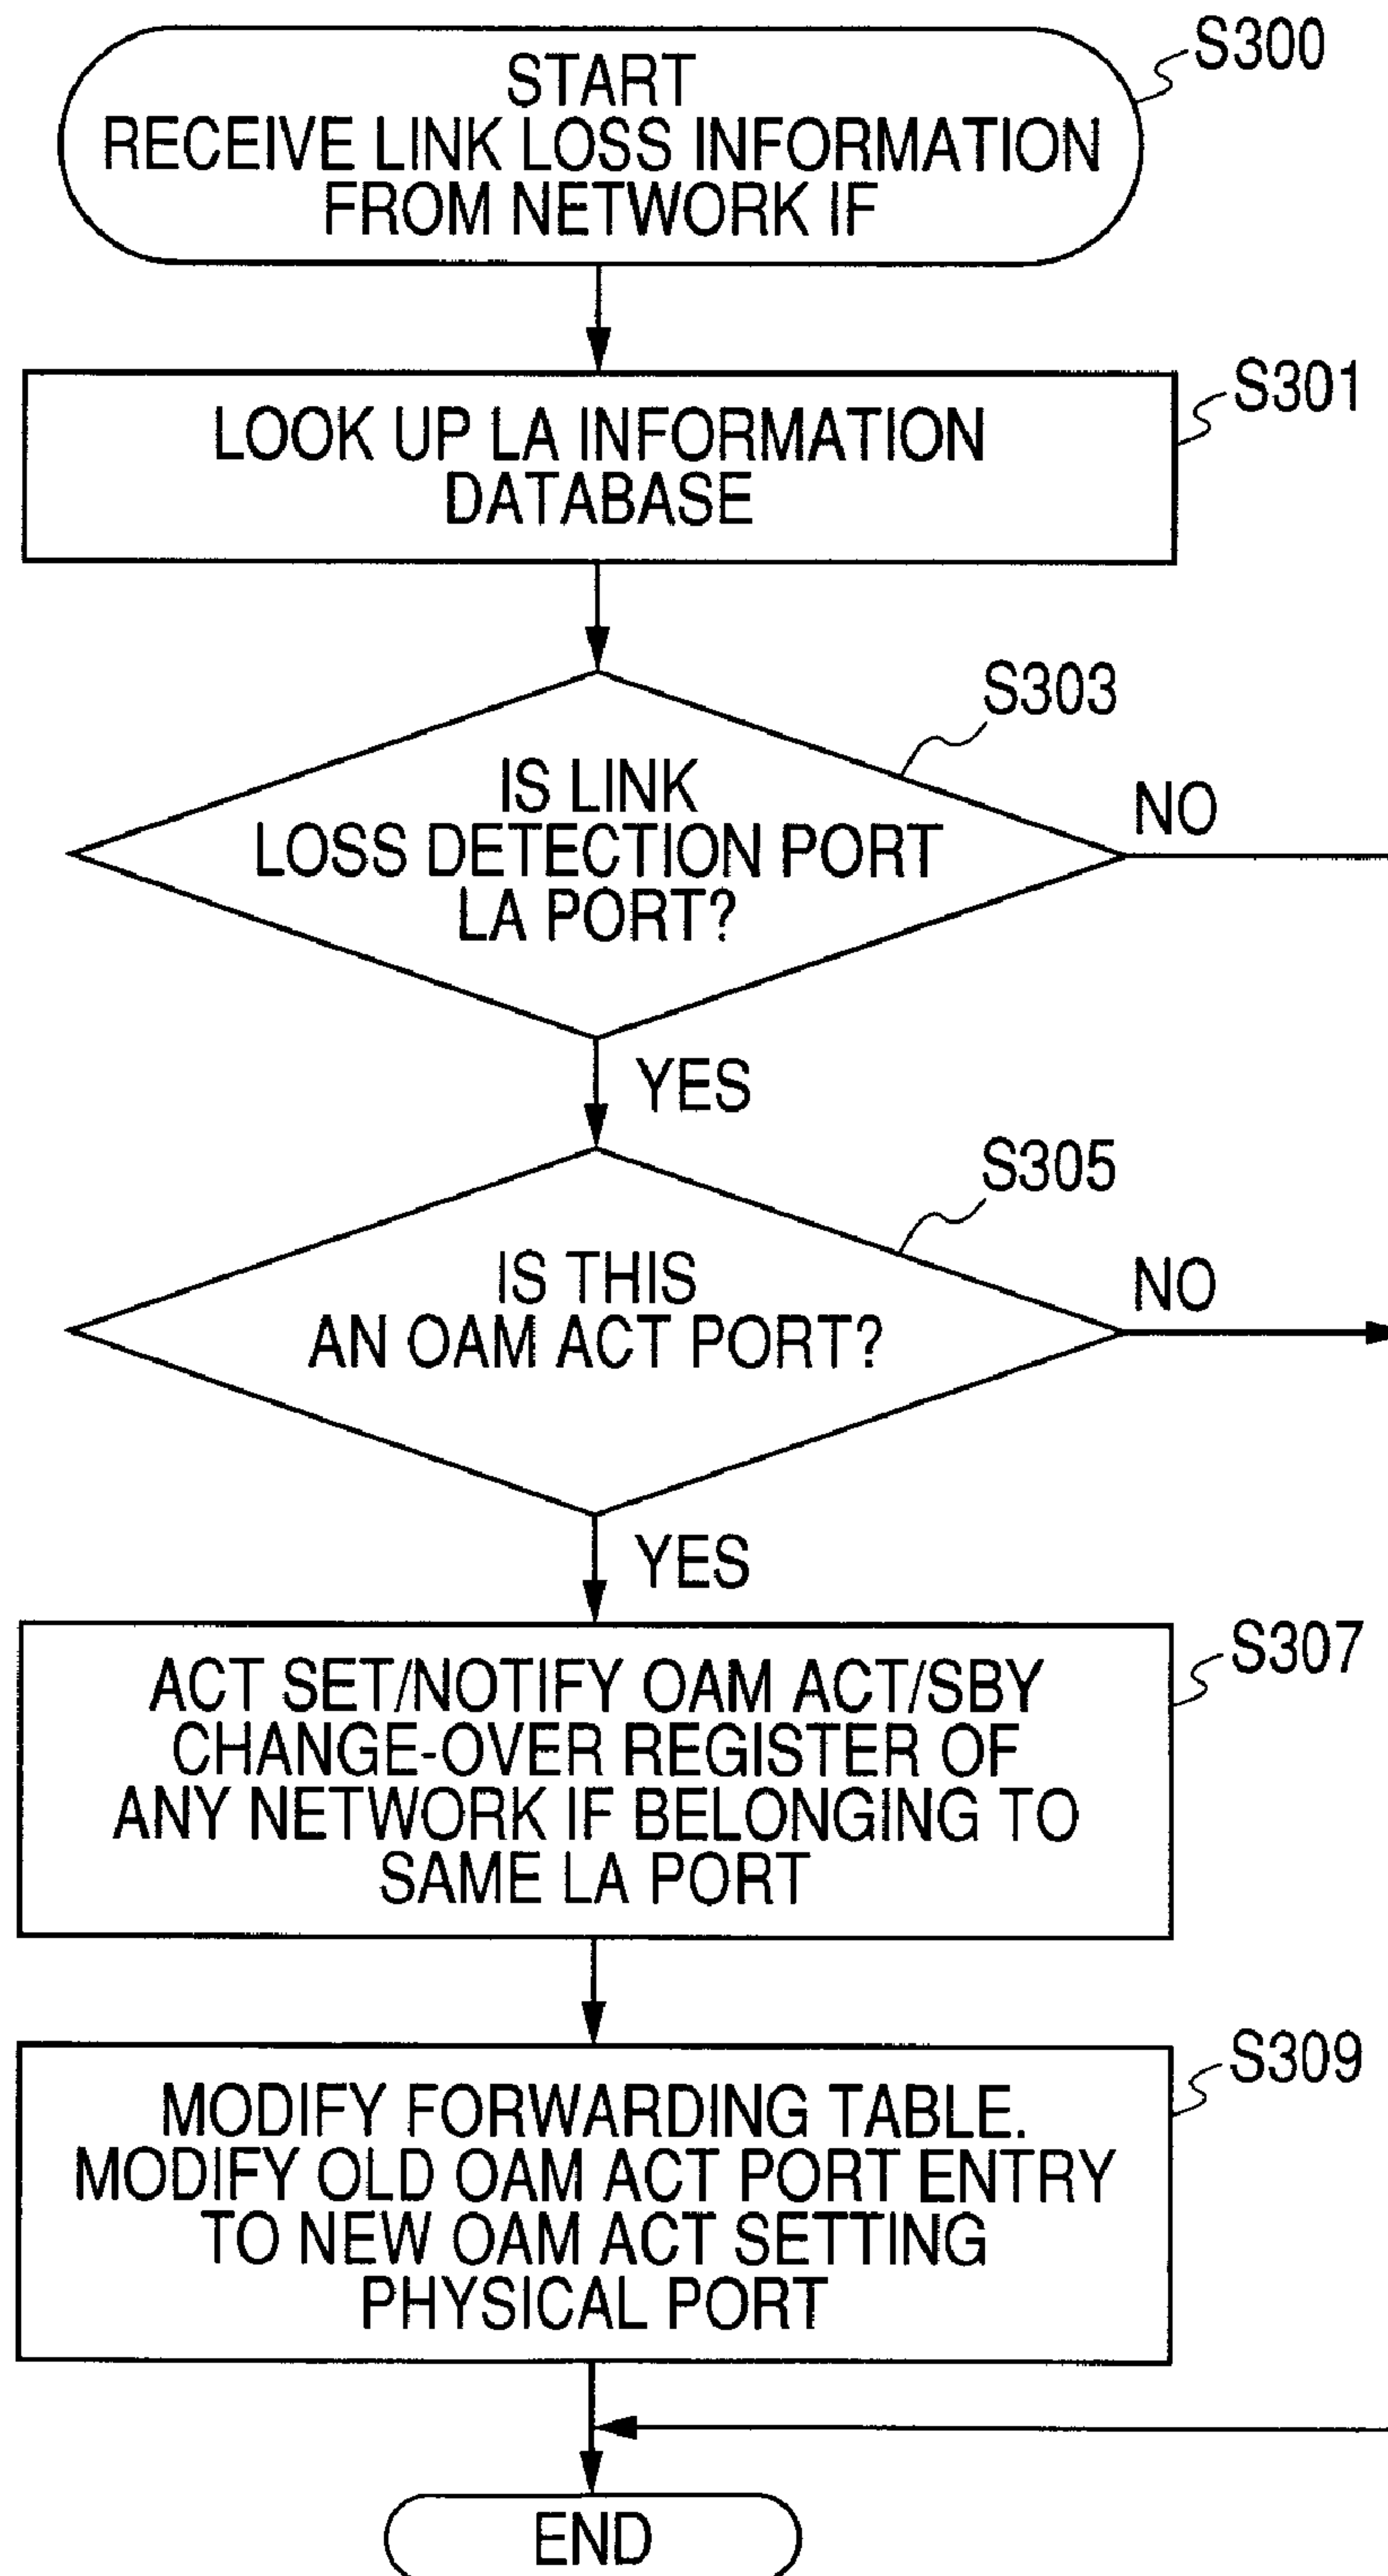 S300
START
RECEIVE LINK LOSS INFORMATION
FROM NETWORK IF
S301
LOOK UP LA INFORMATION
DATABASE
S303
IS LINK
LOSS DETECTION PORT
LA PORT?
NO
YES
S305
IS THIS
AN OAM ACT PORT?
NO
YES
S307
ACT SET/NOTIFY OAM ACT/SBY
CHANGE-OVER REGISTER OF
ANY NETWORK IF BELONGING TO
SAME LA PORT
S309
MODIFY FORWARDING TABLE.
MODIFY OLD OAM ACT PORT ENTRY
TO NEW OAM ACT SETTING
PHYSICAL PORT
END